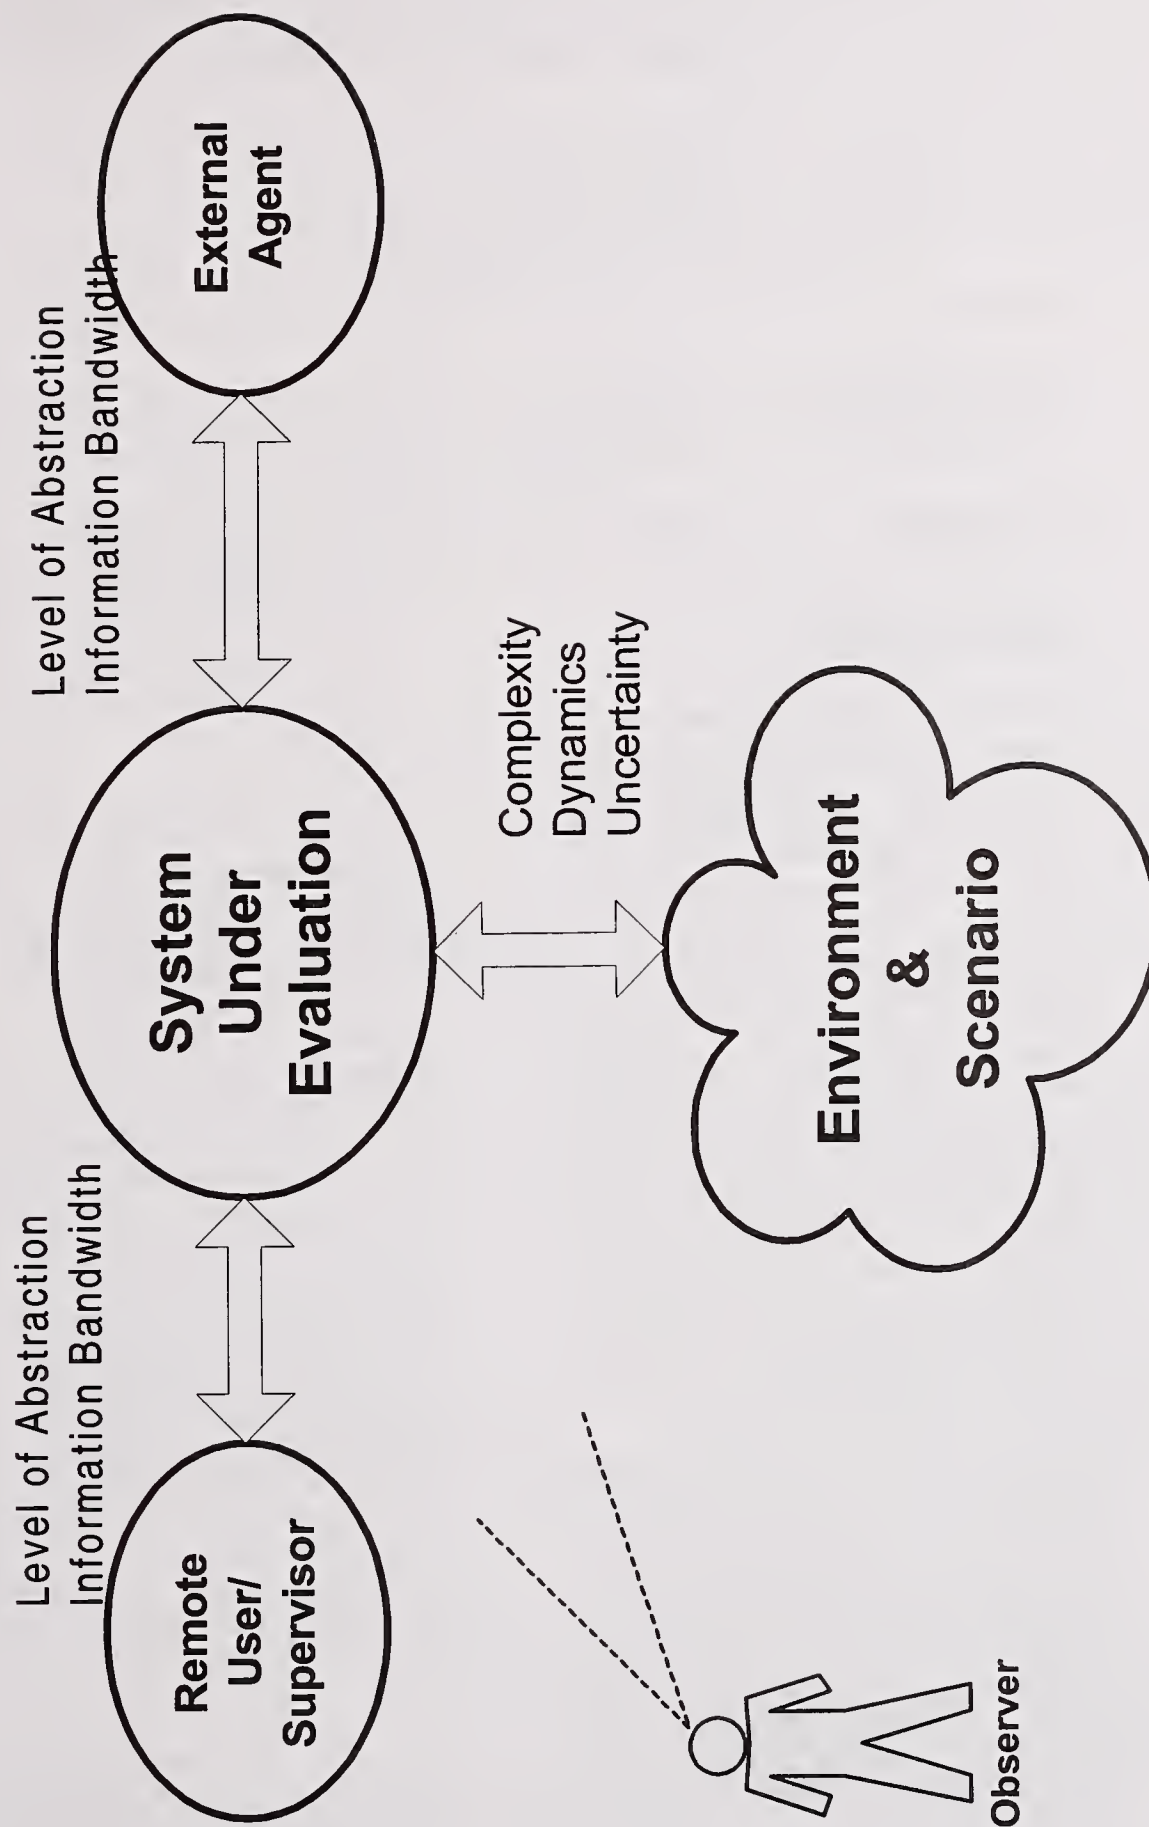 Level of Abstraction
Information Bandwidth
Level of Abstraction
Information Bandwidth
Remote
User/
Supervisor
System
Under
Evaluation
External
Agent
Complexity
Dynamics
Uncertainty
Environment
&
Scenario
Observer